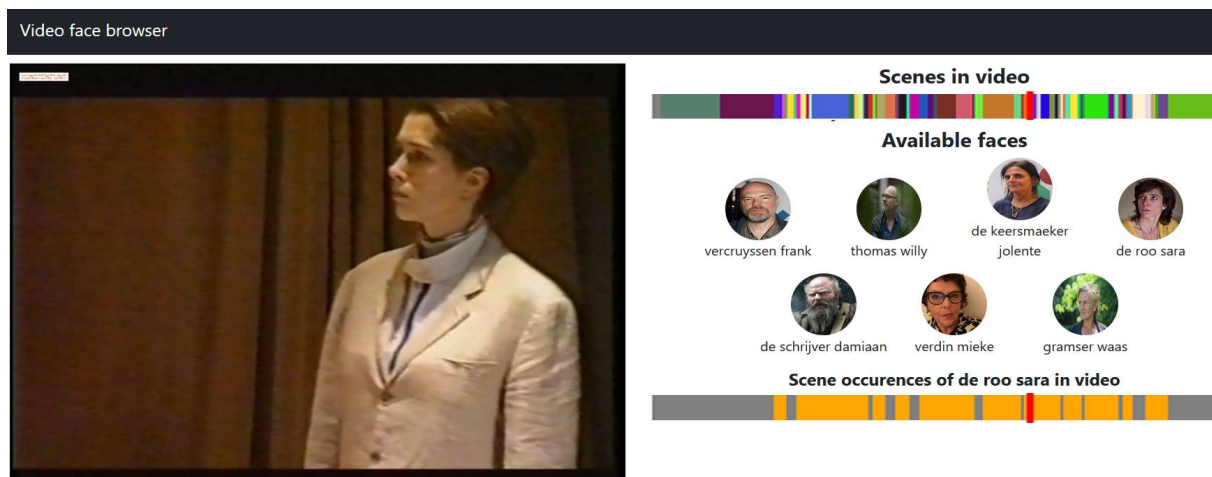 Video face browser
Scenes in video
Available faces
vercruyssen frank
thomas willy
de keersmaeker
jolente
de roo sara
de schrijver damiaan
verdin mieke
gramser waas
Scene occurences of de roo sara in video